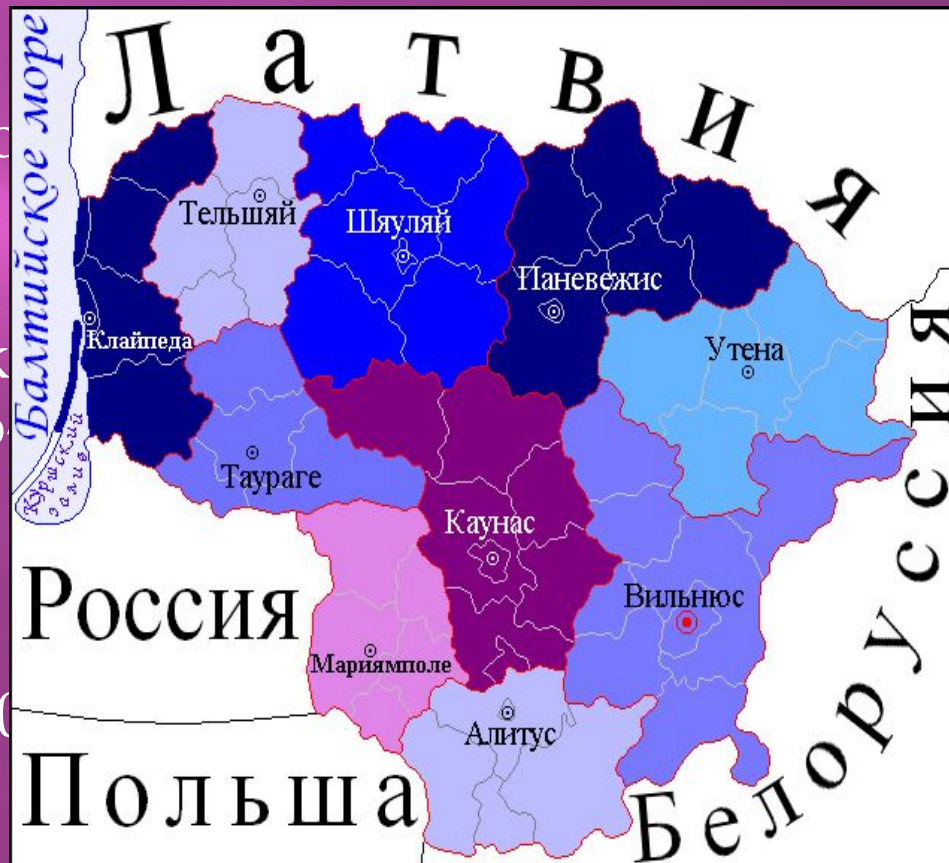 Латвия
Балтийское море
Тельшяй
Шяуляй
Паневежис
Клайпеда
Утена
Куршский
залив
Таураге
Каунас
Россия
Вильнюс
Мариямполе
Алитус
Польша
Белоруссия